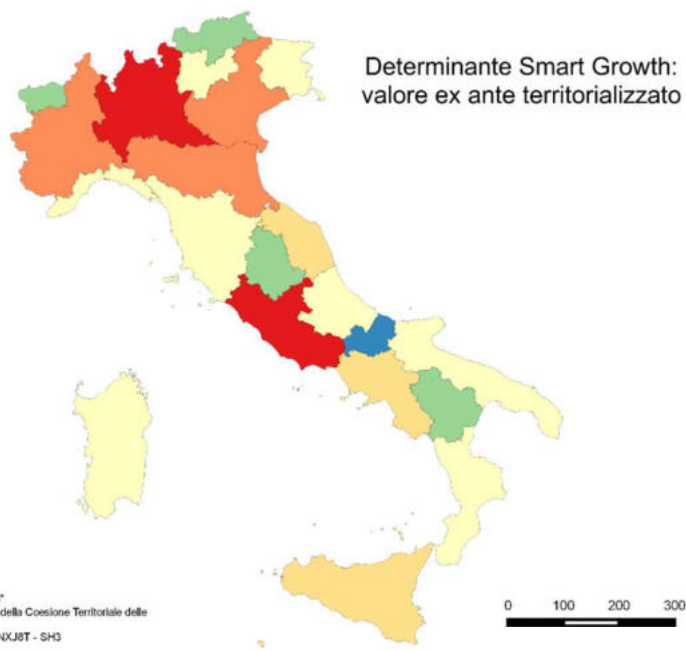 Determinante Smart Growth:
valore ex ante territorializzato
della Coesione Territoriale delle
NXJ8T - SH3
0 100 200 300